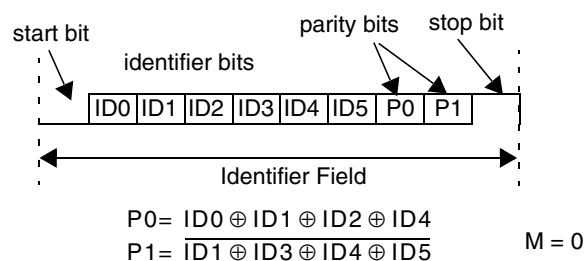 start bit
identifier bits
parity bits
stop bit
ID0 ID1 ID2 ID3 ID4 ID5 P0 P1
Identifier Field
P0= ID0 ⊕ ID1 ⊕ ID2 ⊕ ID4
P1= ID1 ⊕ ID3 ⊕ ID4 ⊕ ID5
M = 0